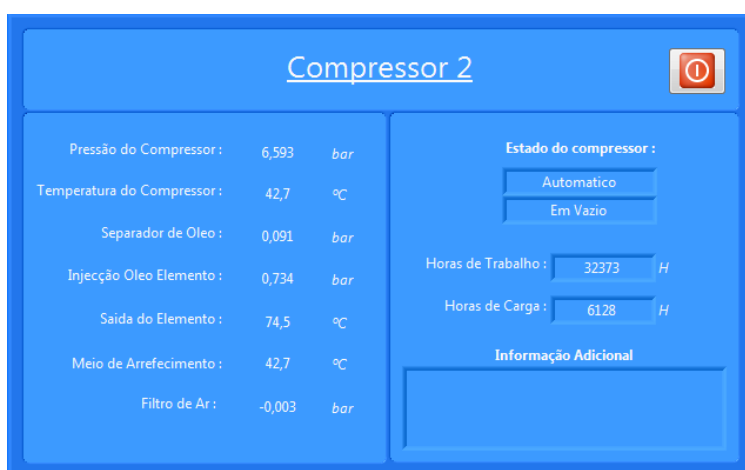 Compressor 2
Pressão do Compressor : 6,593 bar
Temperatura do Compressor: 42,7 ºC
Separador de Oleo : 0,091 bar
Injecção Oleo Elemento : 0,734 bar
Saida do Elemento : 74,5 ºC
Meio de Arrefecimento : 42,7 ºC
Filtro de Ar : -0,003 bar
Estado do compressor :
Automatico
Em Vazio
Horas de Trabalho : 32373 H
Horas de Carga : 6128 H
Informação Adicional